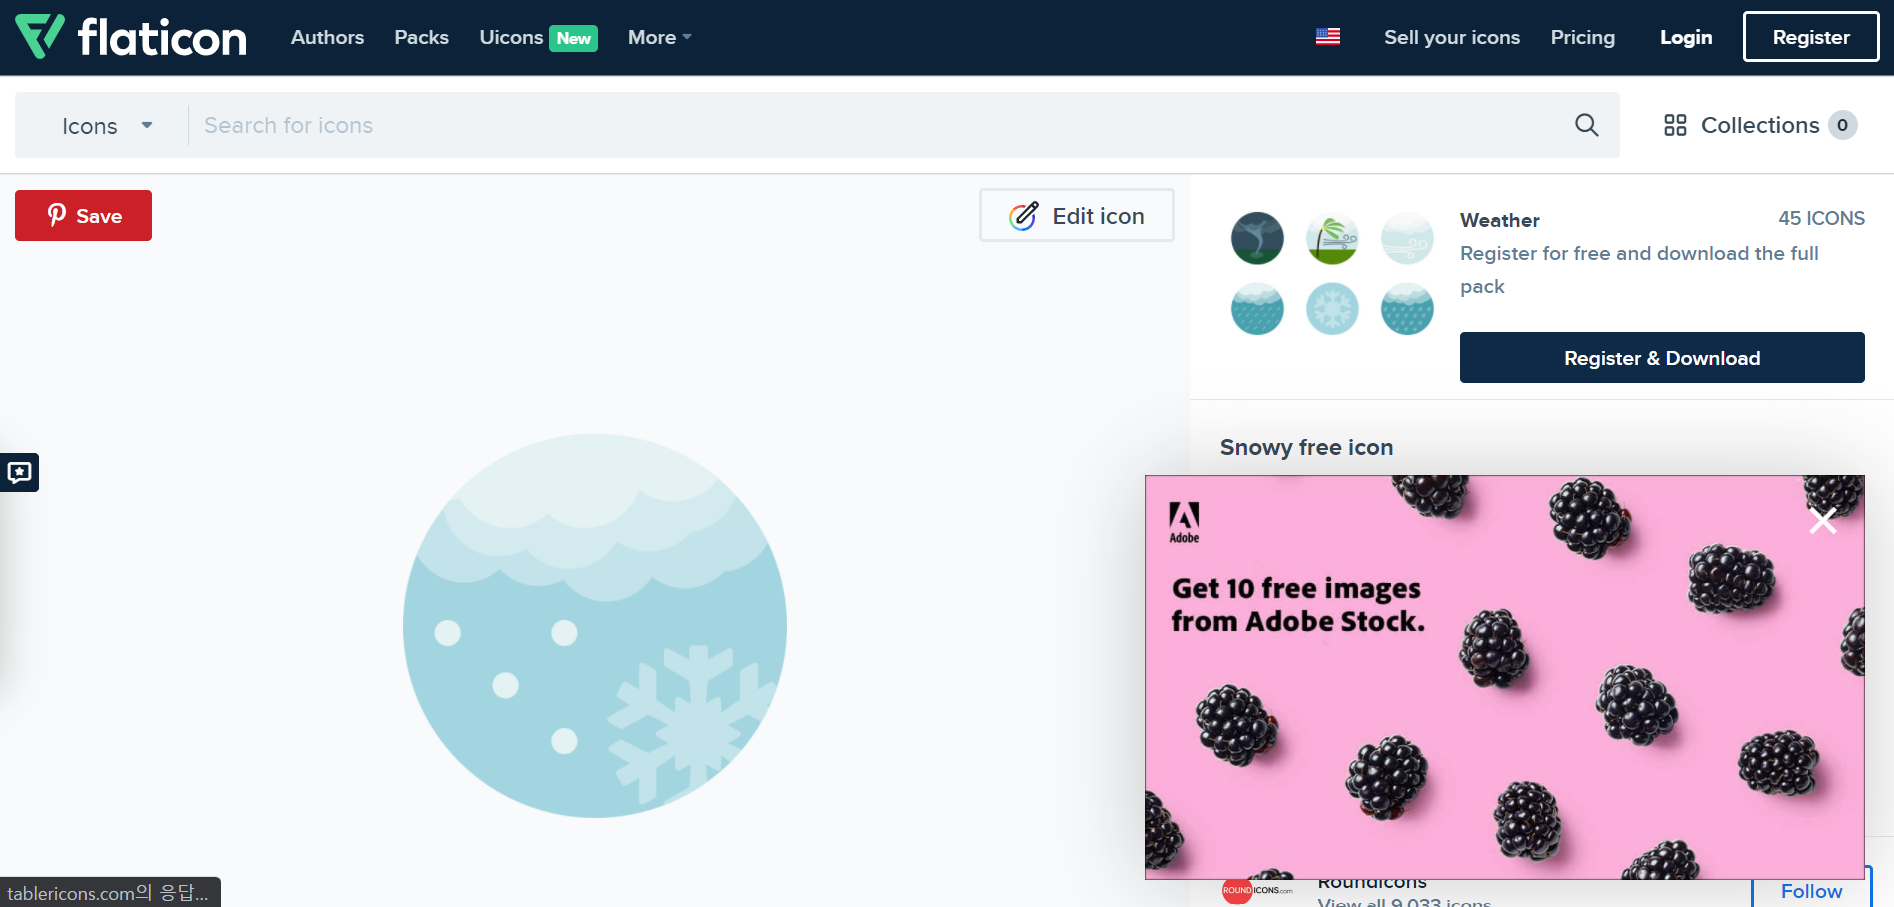 flaticon
Authors
Packs
Uicons New
More
Sell your icons
Pricing
Login
Register
Icons
Search for icons
Collections 0
Save
Edit icon
Weather
45 ICONS
Register for free and download the full
pack
Register & Download
Snowy free icon
Adobe
Get 10 free images
from Adobe Stock.
ROUNDICONS.com
Roundicons
View all 9,033 icons
Follow
tablericons.com의 응답...